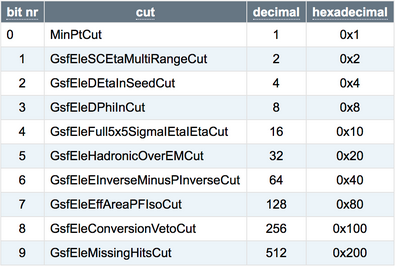 bit nr cut decimal hexadecimal
0 MinPtCut 1 0x1
1 GsfEleSCEtaMultiRangeCut 2 0x2
2 GsfEleDEtaInSeedCut 4 0x4
3 GsfEleDPhiInCut 8 0x8
4 GsfEleFull5x5SigmaIEtaIEtaCut 16 0x10
5 GsfEleHadronicOverEMCut 32 0x20
6 GsfEleEInverseMinusPInverseCut 64 0x40
7 GsfEleEffAreaPFIsoCut 128 0x80
8 GsfEleConversionVetoCut 256 0x100
9 GsfEleMissingHitsCut 512 0x200